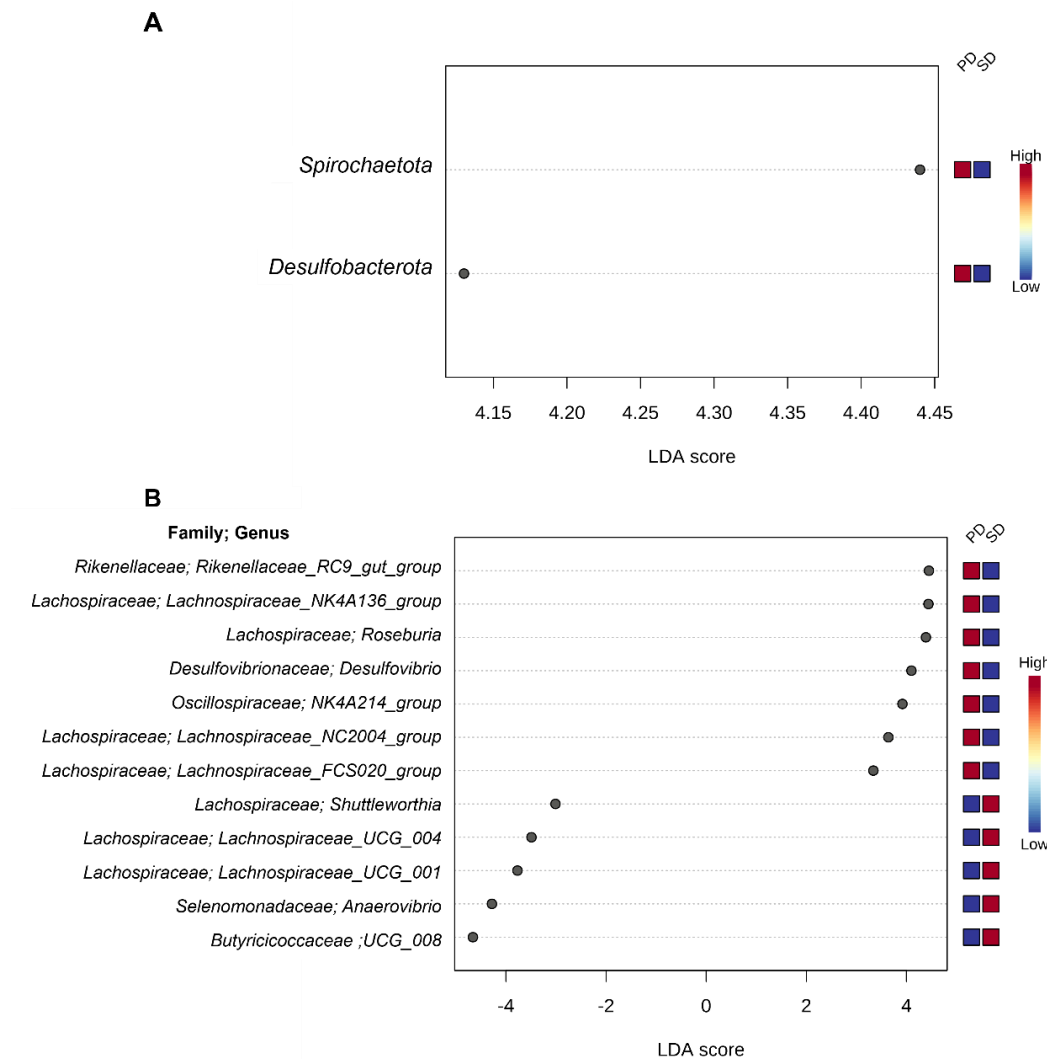 A
PD SD
Spirochaetota
High
Desulfobacterota
Low
4.15 4.20 4.25 4.30 4.35 4.40 4.45
LDA score
B
Family; Genus
PD SD
Rikenellaceae; Rikenellaceae_RC9_gut_group
Lachospiraceae; Lachnospiraceae_NK4A136_group
Lachospiraceae; Roseburia
Desulfovibrionaceae; Desulfovibrio
High
Oscillospiraceae; NK4A214_group
Lachospiraceae; Lachnospiraceae_NC2004_group
Lachospiraceae; Lachnospiraceae_FCS020_group
Lachospiraceae; Shuttleworthia
Lachospiraceae; Lachnospiraceae_UCG_004
Low
Lachospiraceae; Lachnospiraceae_UCG_001
Selenomonadaceae; Anaerovibrio
Butyricicoccaceae ;UCG_008
-4 -2 0 2 4
LDA score